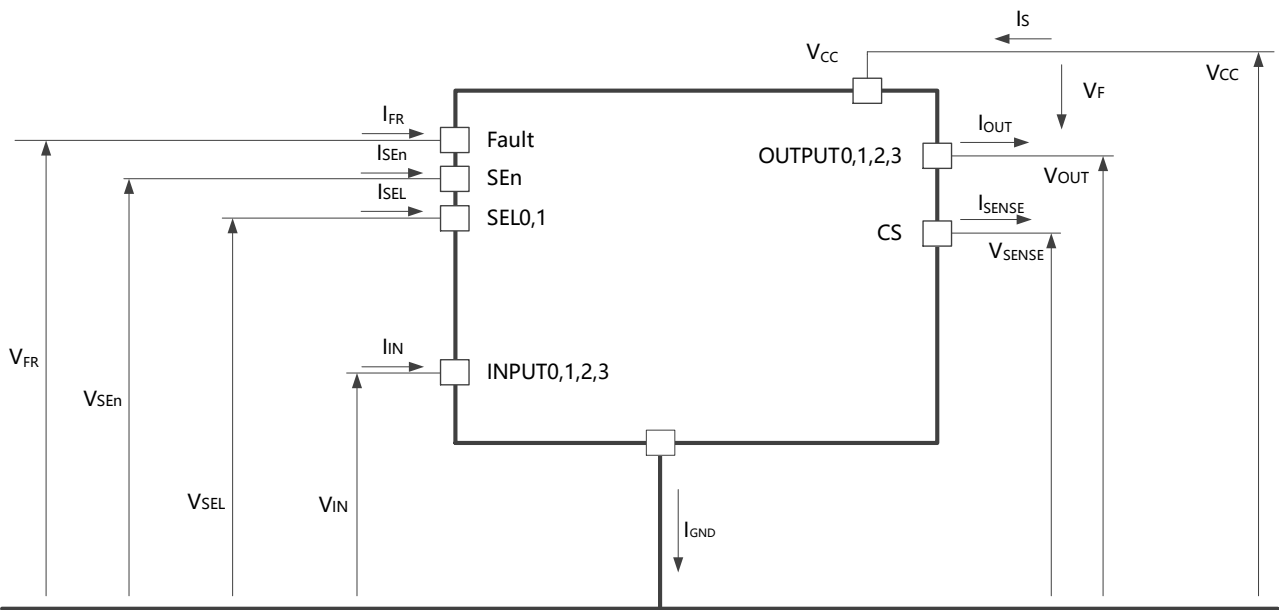 IS
VCC
VCC
VF
IFR
Fault
ISEn
SEn
ISEL
SEL0,1
IOUT
OUTPUT0,1,2,3
VOUT
ISENSE
CS
VSENSE
VFR
IIN
INPUT0,1,2,3
VSEn
VSEL
VIN
IGND